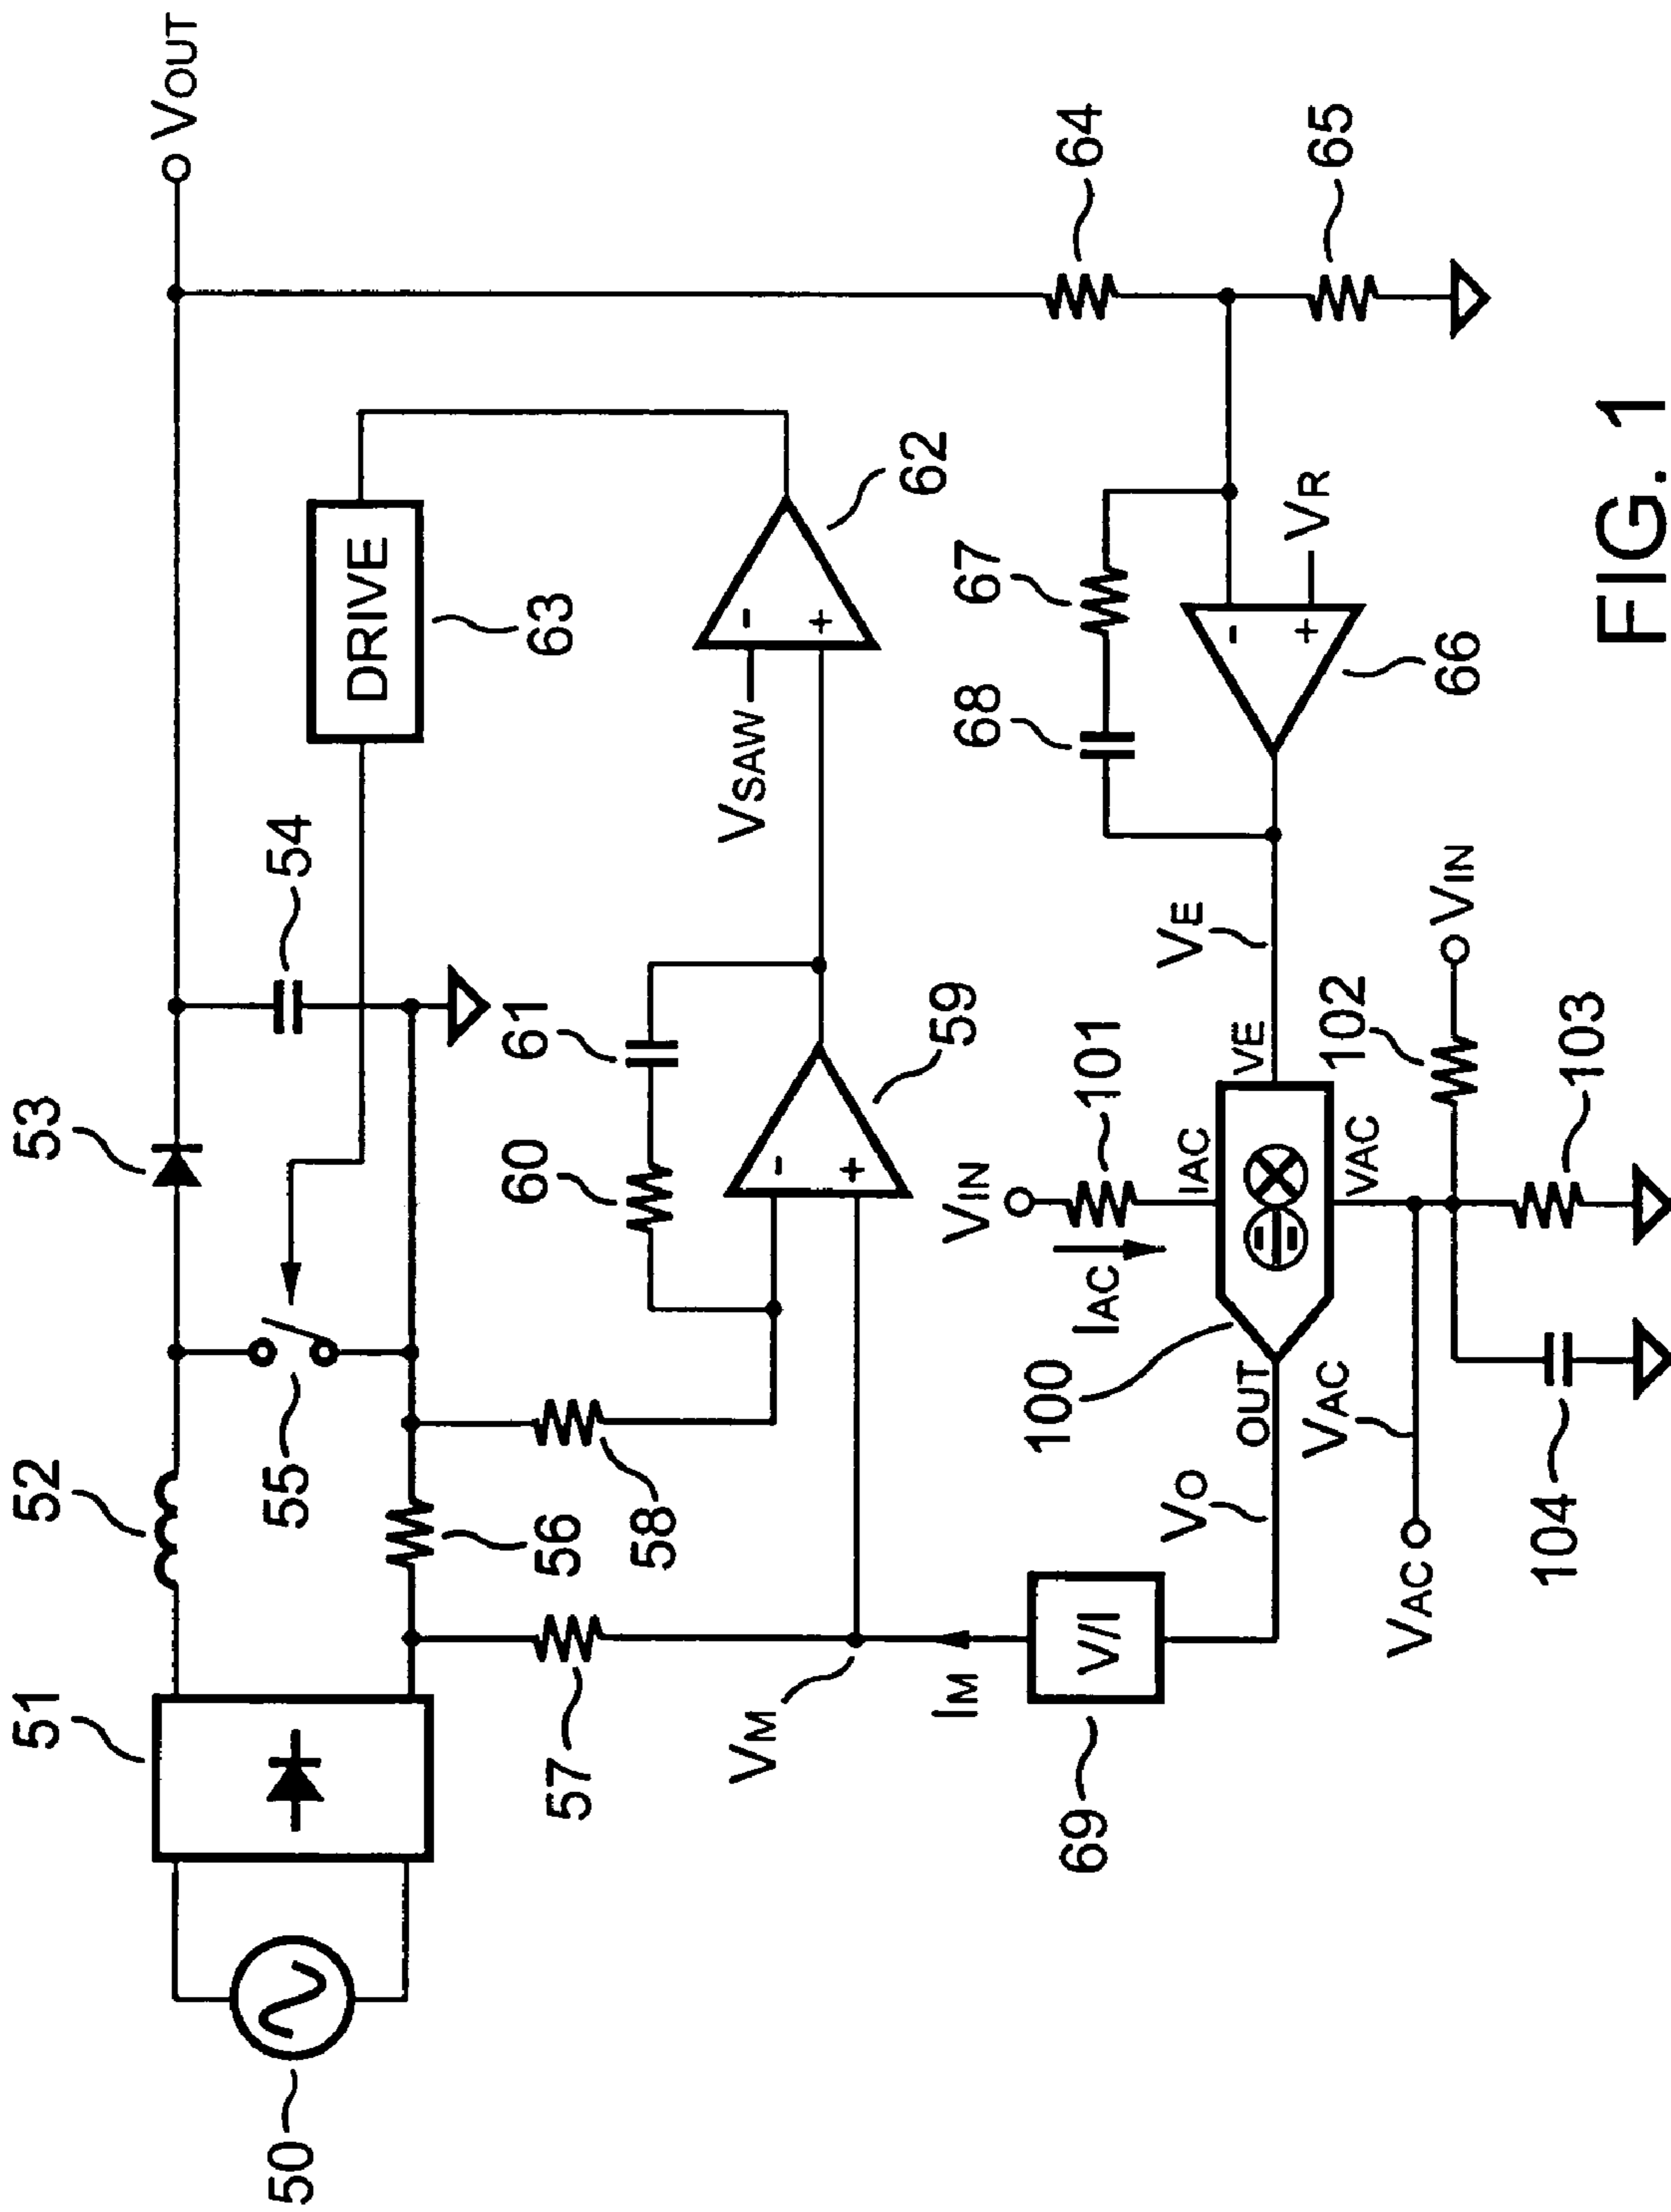 51
52
53
VOUT
50
55
54
DRIVE
60
61
63
56
57
58
VM
VSAW
-
-
+
+
59
62
IM
VIN
68
67
100
69
V/I
IAC
101
64
VO
VE
IAC
-
OUT
VE
+
VR
VAC
65
102
VAC
VAC
VIN
66
104
103
FIG. 1